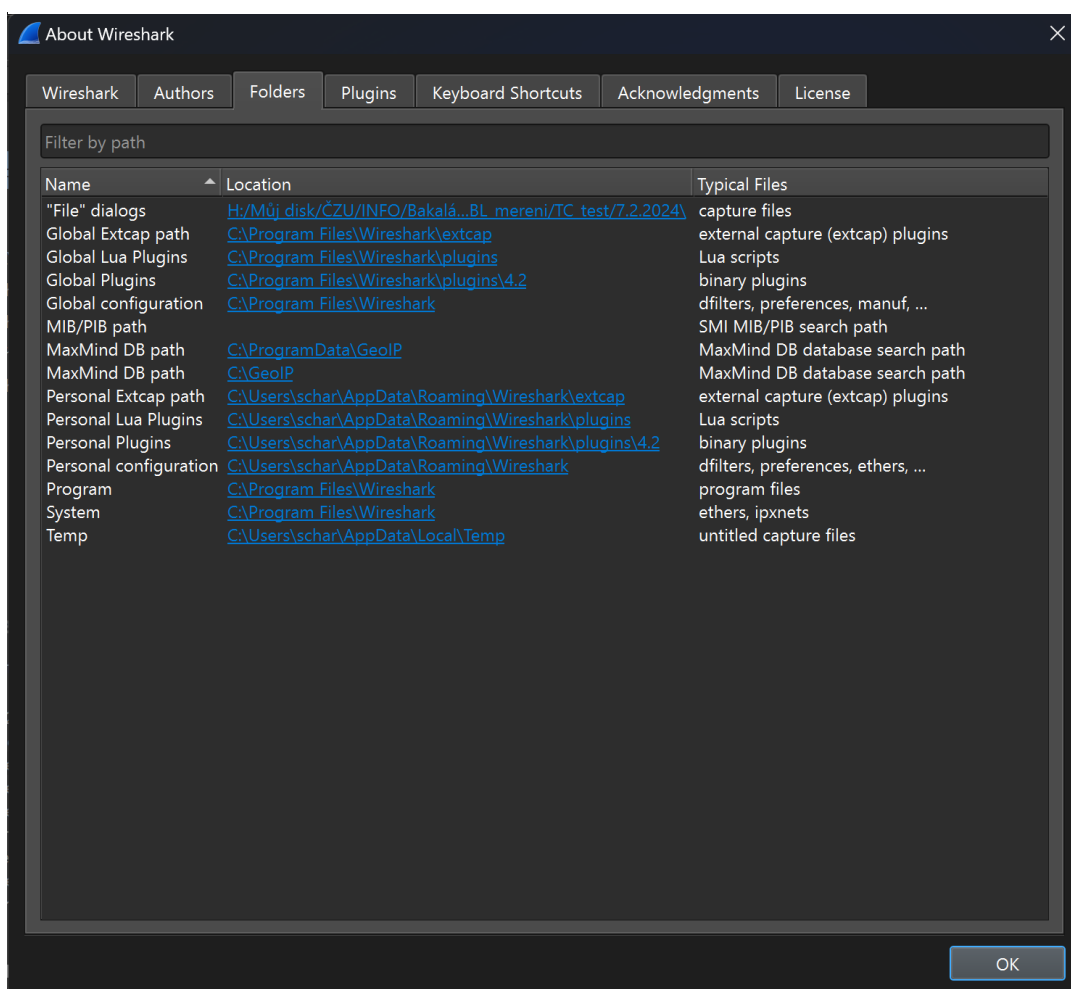 About Wireshark
Wireshark Authors Folders Plugins Keyboard Shortcuts Acknowledgments License
Filter by path
Name Location Typical Files
"File" dialogs H:/Můj disk/ČZU/INFO/Bakalá...BL_mereni/TC_test/7.2.2024\ capture files
Global Extcap path C:\Program Files\Wireshark\extcap external capture (extcap) plugins
Global Lua Plugins C:\Program Files\Wireshark\plugins Lua scripts
Global Plugins C:\Program Files\Wireshark\plugins\4.2 binary plugins
Global configuration C:\Program Files\Wireshark dfilters, preferences, manuf, ...
MIB/PIB path SMI MIB/PIB search path
MaxMind DB path C:\ProgramData\GeoIP MaxMind DB database search path
MaxMind DB path C:\GeoIP MaxMind DB database search path
Personal Extcap path C:\Users\schar\AppData\Roaming\Wireshark\extcap external capture (extcap) plugins
Personal Lua Plugins C:\Users\schar\AppData\Roaming\Wireshark\plugins Lua scripts
Personal Plugins C:\Users\schar\AppData\Roaming\Wireshark\plugins\4.2 binary plugins
Personal configuration C:\Users\schar\AppData\Roaming\Wireshark dfilters, preferences, ethers, ...
Program C:\Program Files\Wireshark program files
System C:\Program Files\Wireshark ethers, ipxnets
Temp C:\Users\schar\AppData\Local\Temp untitled capture files
OK